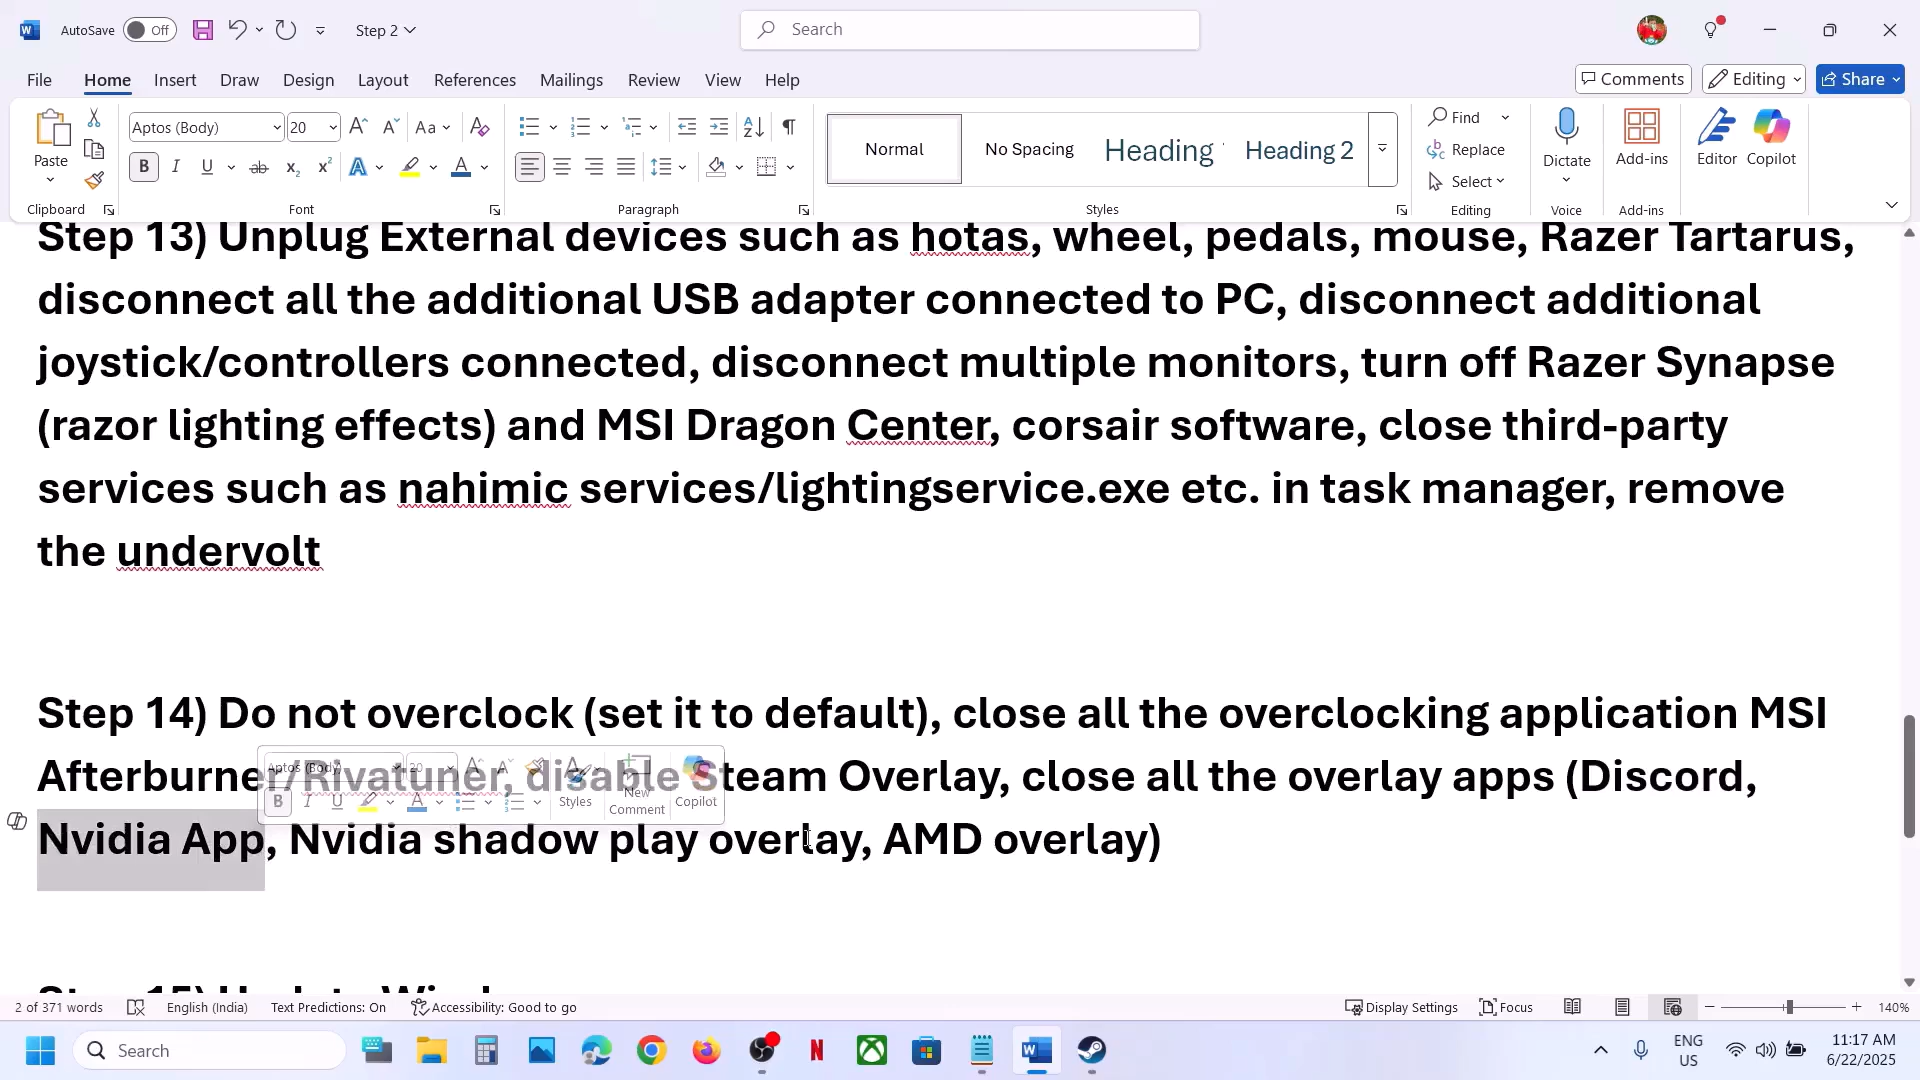 AutoSave Off Step 2 Search
File Home Insert Draw Design Layout References Mailings Review View Help Comments Editing Share
Paste Aptos (Body) 20 Aa Normal No Spacing Heading Heading 2 Find Replace Select Dictate Add-ins Editor Copilot
Clipboard Font Paragraph Styles Editing Voice Add-ins
Step 13) Unplug External devices such as hotas, wheel, pedals, mouse, Razer Tartarus,
disconnect all the additional USB adapter connected to PC, disconnect additional
joystick/controllers connected, disconnect multiple monitors, turn off Razer Synapse
(razor lighting effects) and MSI Dragon Center, corsair software, close third-party
services such as nahimic services/lightingservice.exe etc. in task manager, remove
the undervolt
Step 14) Do not overclock (set it to default), close all the overclocking application MSI
Afterburner/Rivatuner, disable Steam Overlay, close all the overlay apps (Discord,
Aptos (Body) 20 Styles New Comment Copilot
Nvidia App, Nvidia shadow play overlay, AMD overlay)
2 of 371 words English (India) Text Predictions: On Accessibility: Good to go Display Settings Focus 140%
Search ENG US 11:17 AM 6/22/2025